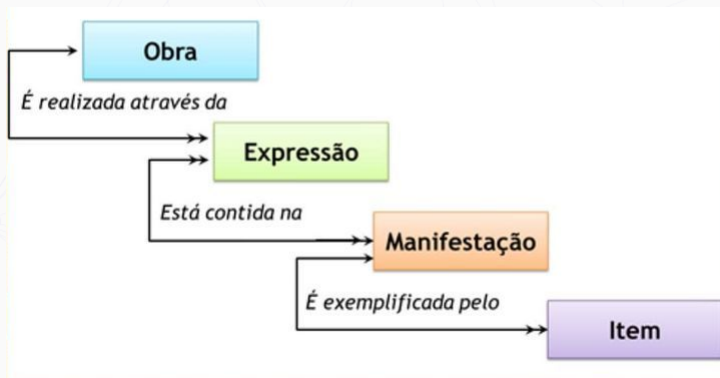 Obra
É realizada através da
Expressão
Está contida na
Manifestação
É exemplificada pelo
Item